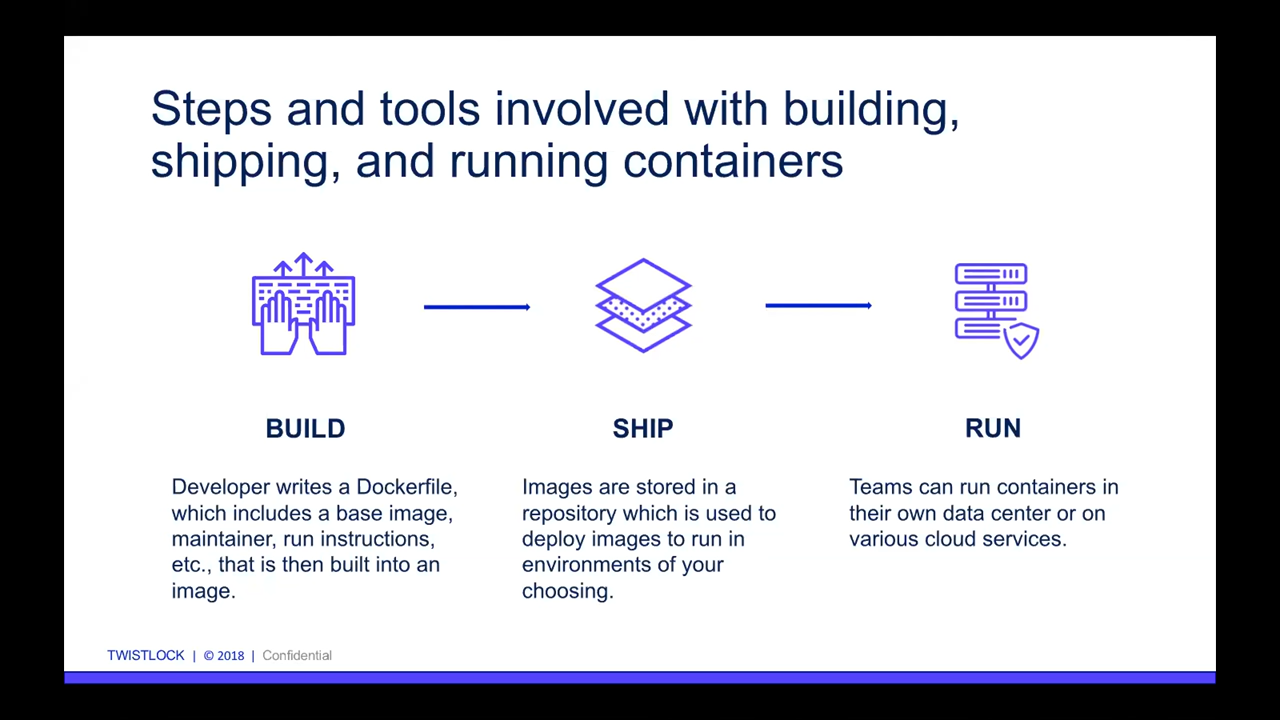 Steps and tools involved with building,
shipping, and running containers
BUILD
Developer writes a Dockerfile,
which includes a base image,
maintainer, run instructions,
etc., that is then built into an
image.
SHIP
Images are stored in a
repository which is used to
deploy images to run in
environments of your
choosing.
RUN
Teams can run containers in
their own data center or on
various cloud services.
TWISTLOCK | © 2018 | Confidential